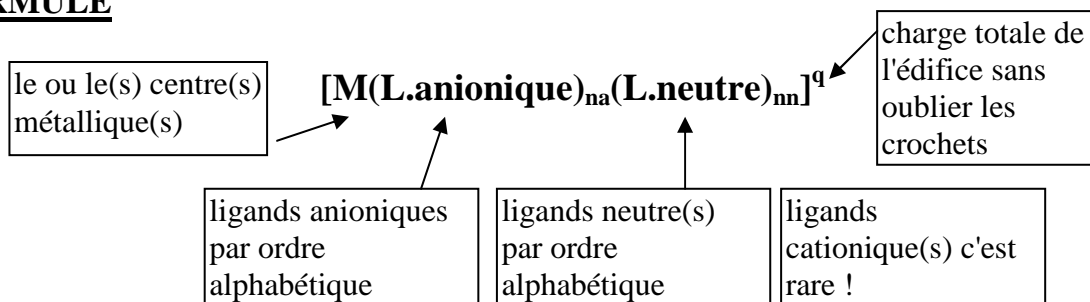 RMULE
le ou le(s) centre(s)
métallique(s)
[M(L.anionique)na(L.neutre)nn]q
charge totale de
l'édifice sans
oublier les
crochets
ligands anioniques
par ordre
alphabétique
ligands neutre(s)
par ordre
alphabétique
ligands
cationique(s) c'est
rare !